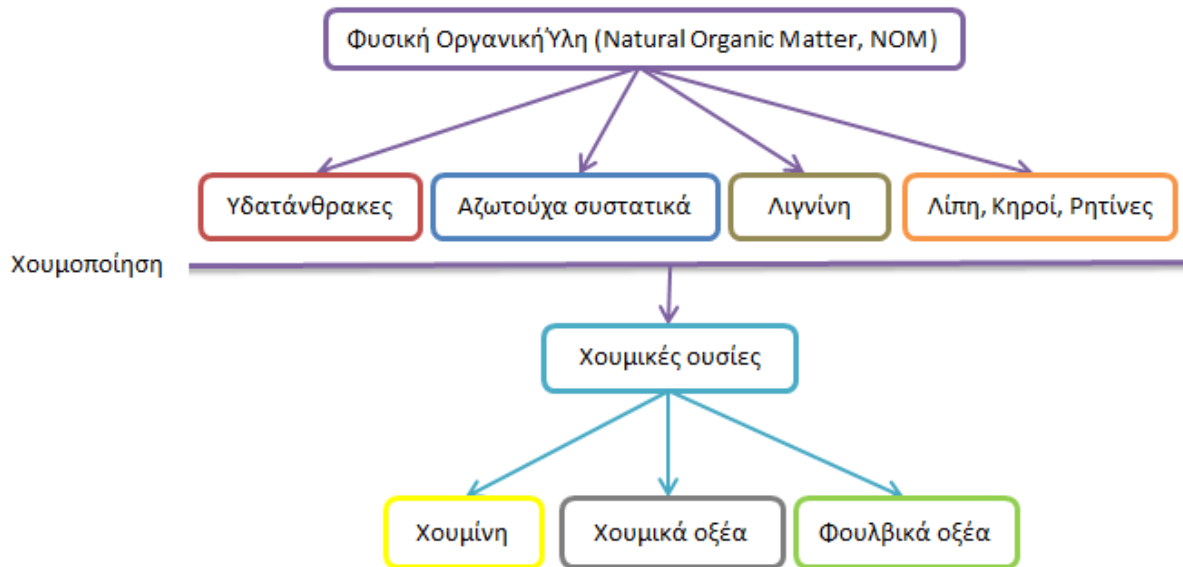 Φυσική Οργανική Ύλη (Natural Organic Matter, NOM)
Υδατάνθρακες
Αζωτούχα συστατικά
Λιγνίνη
Λίπη, Κηροί, Ρητίνες
Χουμοποίηση
Χουμικές ουσίες
Χουμίνη
Χουμικά οξέα
Φουλβικά οξέα